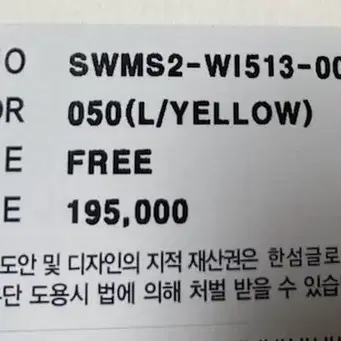 O SWMS2-WI513-00
OR 050(L/YELLOW)
E FREE
E 195,000
도안 및 디자인의 지적 재산권은 한섬글로
단 도용시 법에 의해 처벌 받을 수 있습